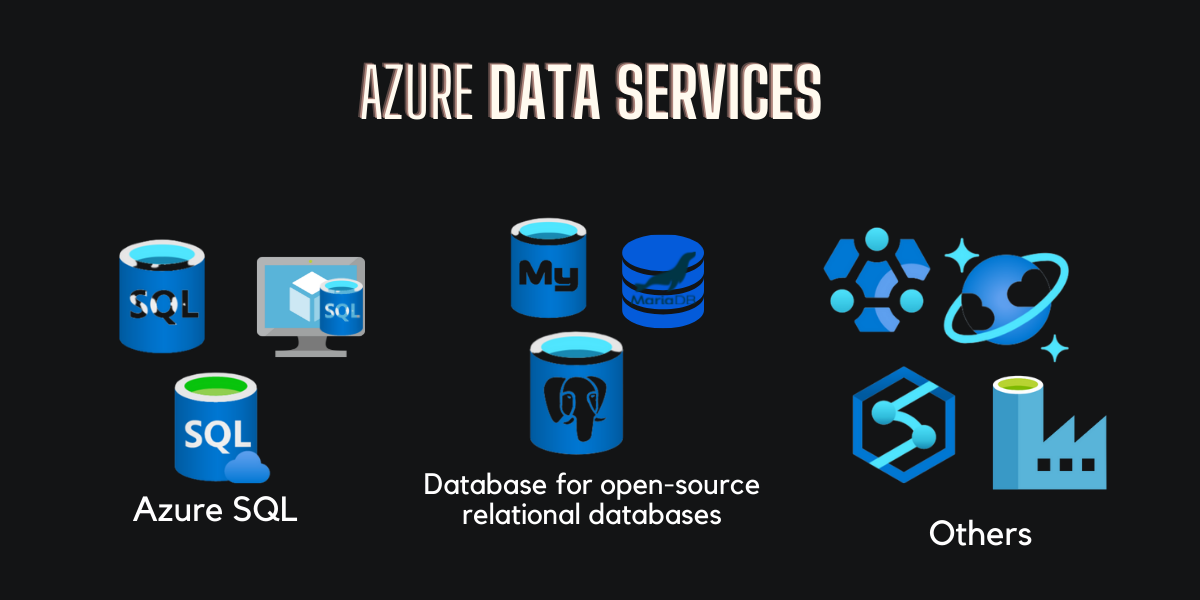 AZURE DATA SERVICES
SQL
SQL
SQL
My
MariaDB
Azure SQL
Database for open-source
relational databases
Others